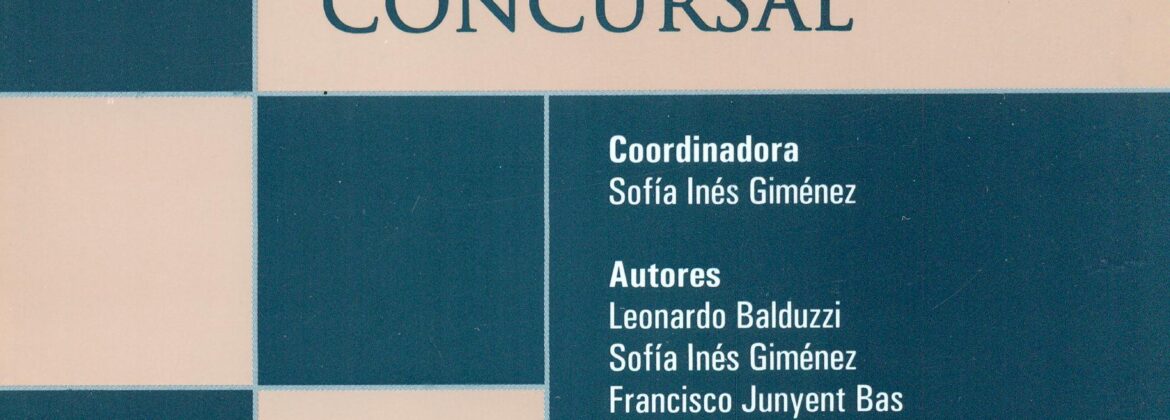 CONCURSAL
Coordinadora
Sofía Inés Giménez
Autores
Leonardo Balduzzi
Sofía Inés Giménez
Francisco Junyent Bas